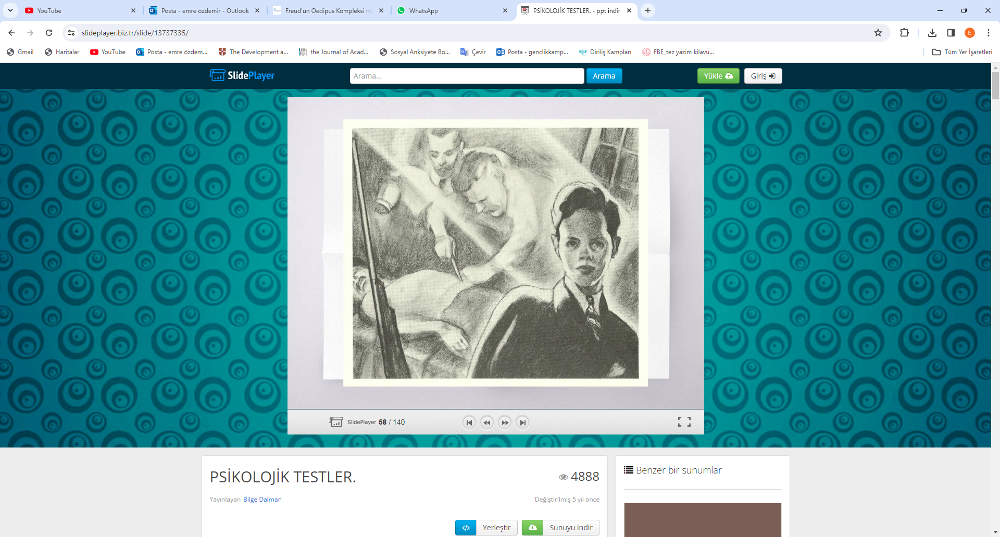 YouTube
Posta - emre özdemir - Outlook
Freud'un Oedipus Kompleksi ne
WhatsApp
PSİKOLOJİK TESTLER. - ppt indir
slideplayer.biz.tr/slide/13737335/
E
Gmail
Haritalar
YouTube
Posta - emre özdem...
The Development a...
the Journal of Acad...
Sosyal Anksiyete Bo...
Çevir
Posta - genclikkamp...
Diriliş Kampları
FBE_tez yazim kilavu...
Tüm Yer İşaretleri
SlidePlayer
Arama...
Arama
Yükle
Giriş
SlidePlayer 58 / 140
PSİKOLOJİK TESTLER.
4888
Yayınlayan Bilge Dalman
Değiştirilmiş 5 yıl önce
Yerleştir
Sunuyu indir
Benzer bir sunumlar